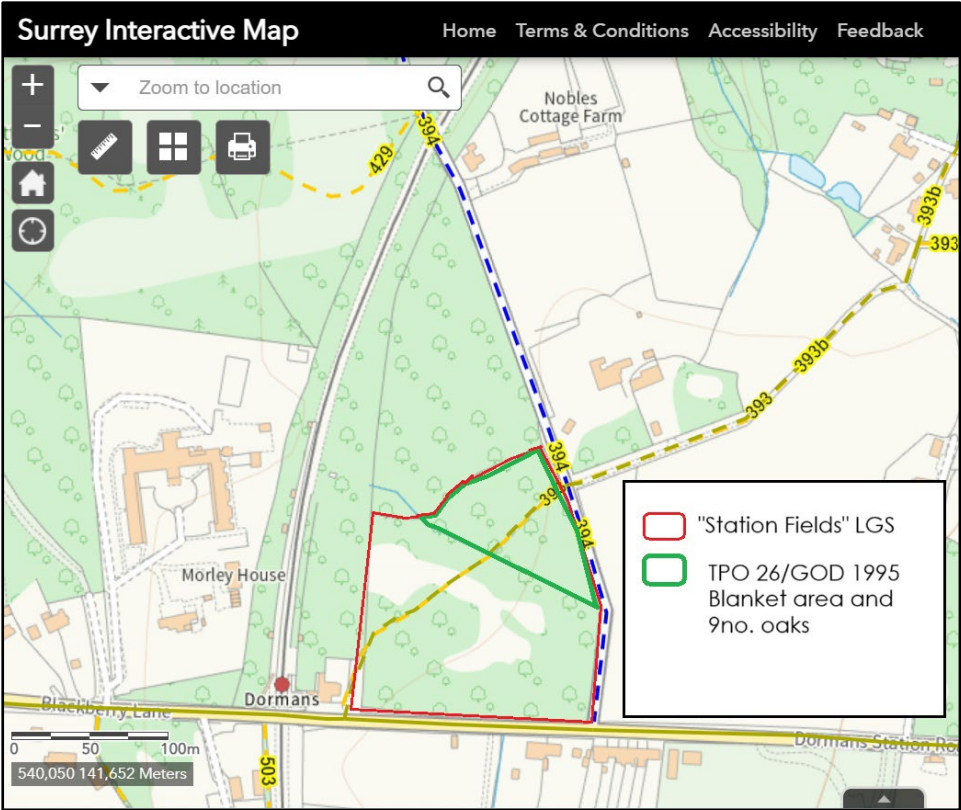 Surrey Interactive Map
Home Terms & Conditions Accessibility Feedback
Zoom to location
Nobles
Cottage Farm
394
429
Wood
393b
393
393b
393
394
394
"Station Fields" LGS
TPO 26/GOD 1995
Blanket area and
9no. oaks
Morley House
Dormans
Blackberry Lane
Dormans Station
0 50 100m
503
540,050 141,652 Meters